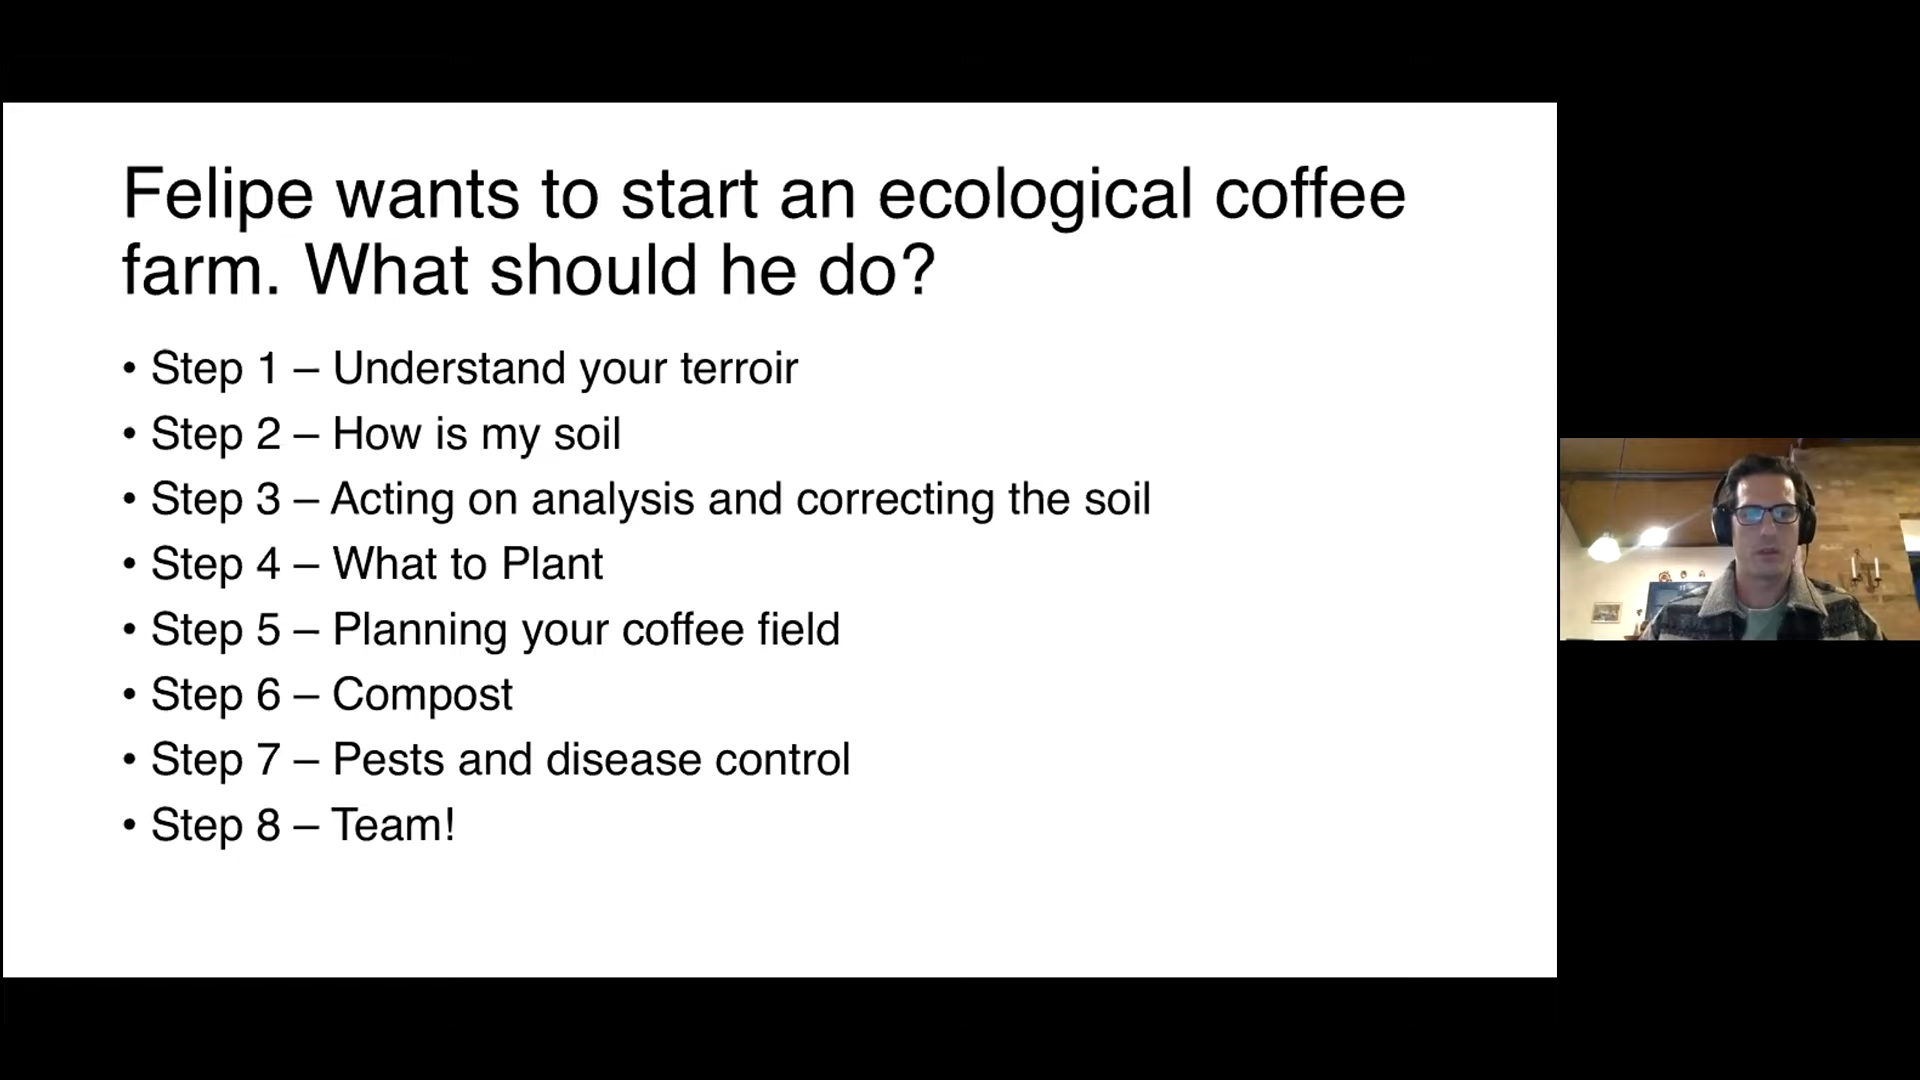 Felipe wants to start an ecological coffee
farm. What should he do?
• Step 1 – Understand your terroir
• Step 2 – How is my soil
• Step 3 – Acting on analysis and correcting the soil
• Step 4 – What to Plant
• Step 5 – Planning your coffee field
• Step 6 – Compost
• Step 7 – Pests and disease control
• Step 8 – Team!